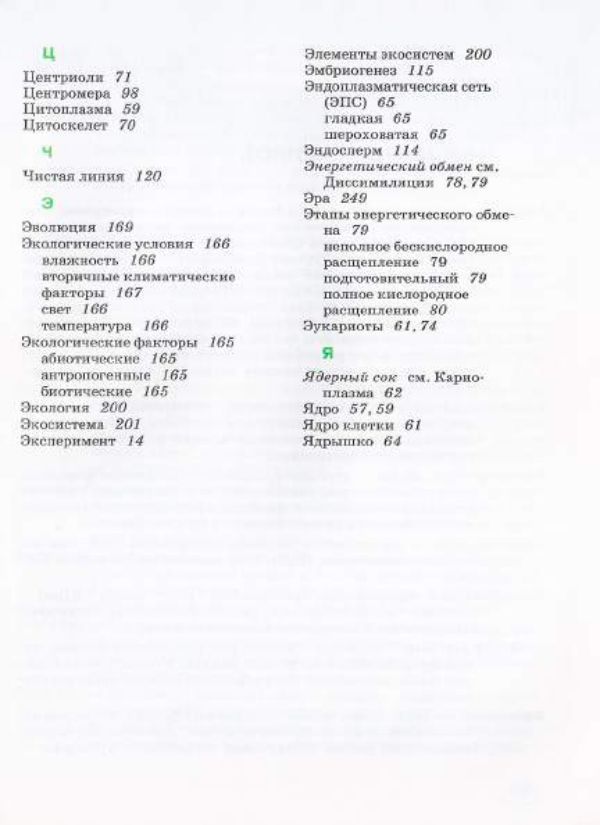 Ц
Центриоли 71
Центромера 98
Цитоплазма 59
Цитоскелет 70
Ч
Чистая линия 120
Э
Эволюция 169
Экологические условия 166
влажность 166
вторичные климатические
факторы 167
свет 166
температура 166
Экологические факторы 165
абиотические 165
антропогенные 165
биотические 165
Экология 200
Экосистема 201
Эксперимент 14
Элементы экосистем 200
Эмбриогенез 115
Эндоплазматическая сеть
(ЭПС) 65
гладкая 65
шероховатая 65
Эндосперм 114
Энергетический обмен см.
Диссимиляция 78, 79
Эра 249
Этапы энергетического обме-
на 79
неполное бескислородное
расщепление 79
подготовительный 79
полное кислородное
расщепление 80
Эукариоты 61, 74
Я
Ядерный сок см. Карио-
плазма 62
Ядро 57, 59
Ядро клетки 61
Ядрышко 64